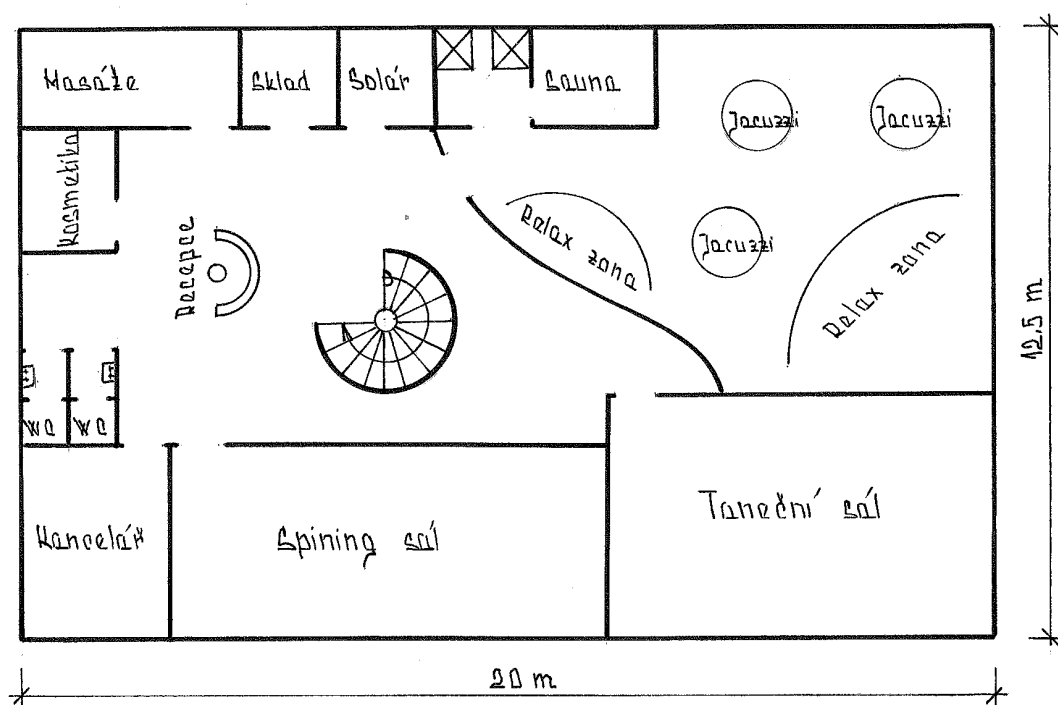 Masáže
Sklad
Solár
Sauna
Jacuzzi
Jacuzzi
Kosmetika
Relax zona
Jacuzzi
Relax zona
Recepce
12,5 m
WC
WC
Kancelář
Spining sál
Taneční sál
20 m